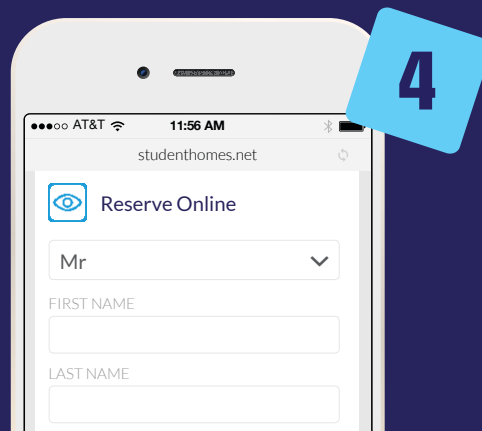 4
AT&T 11:56 AM
studenthomes.net
Reserve Online
Mr
FIRST NAME
LAST NAME